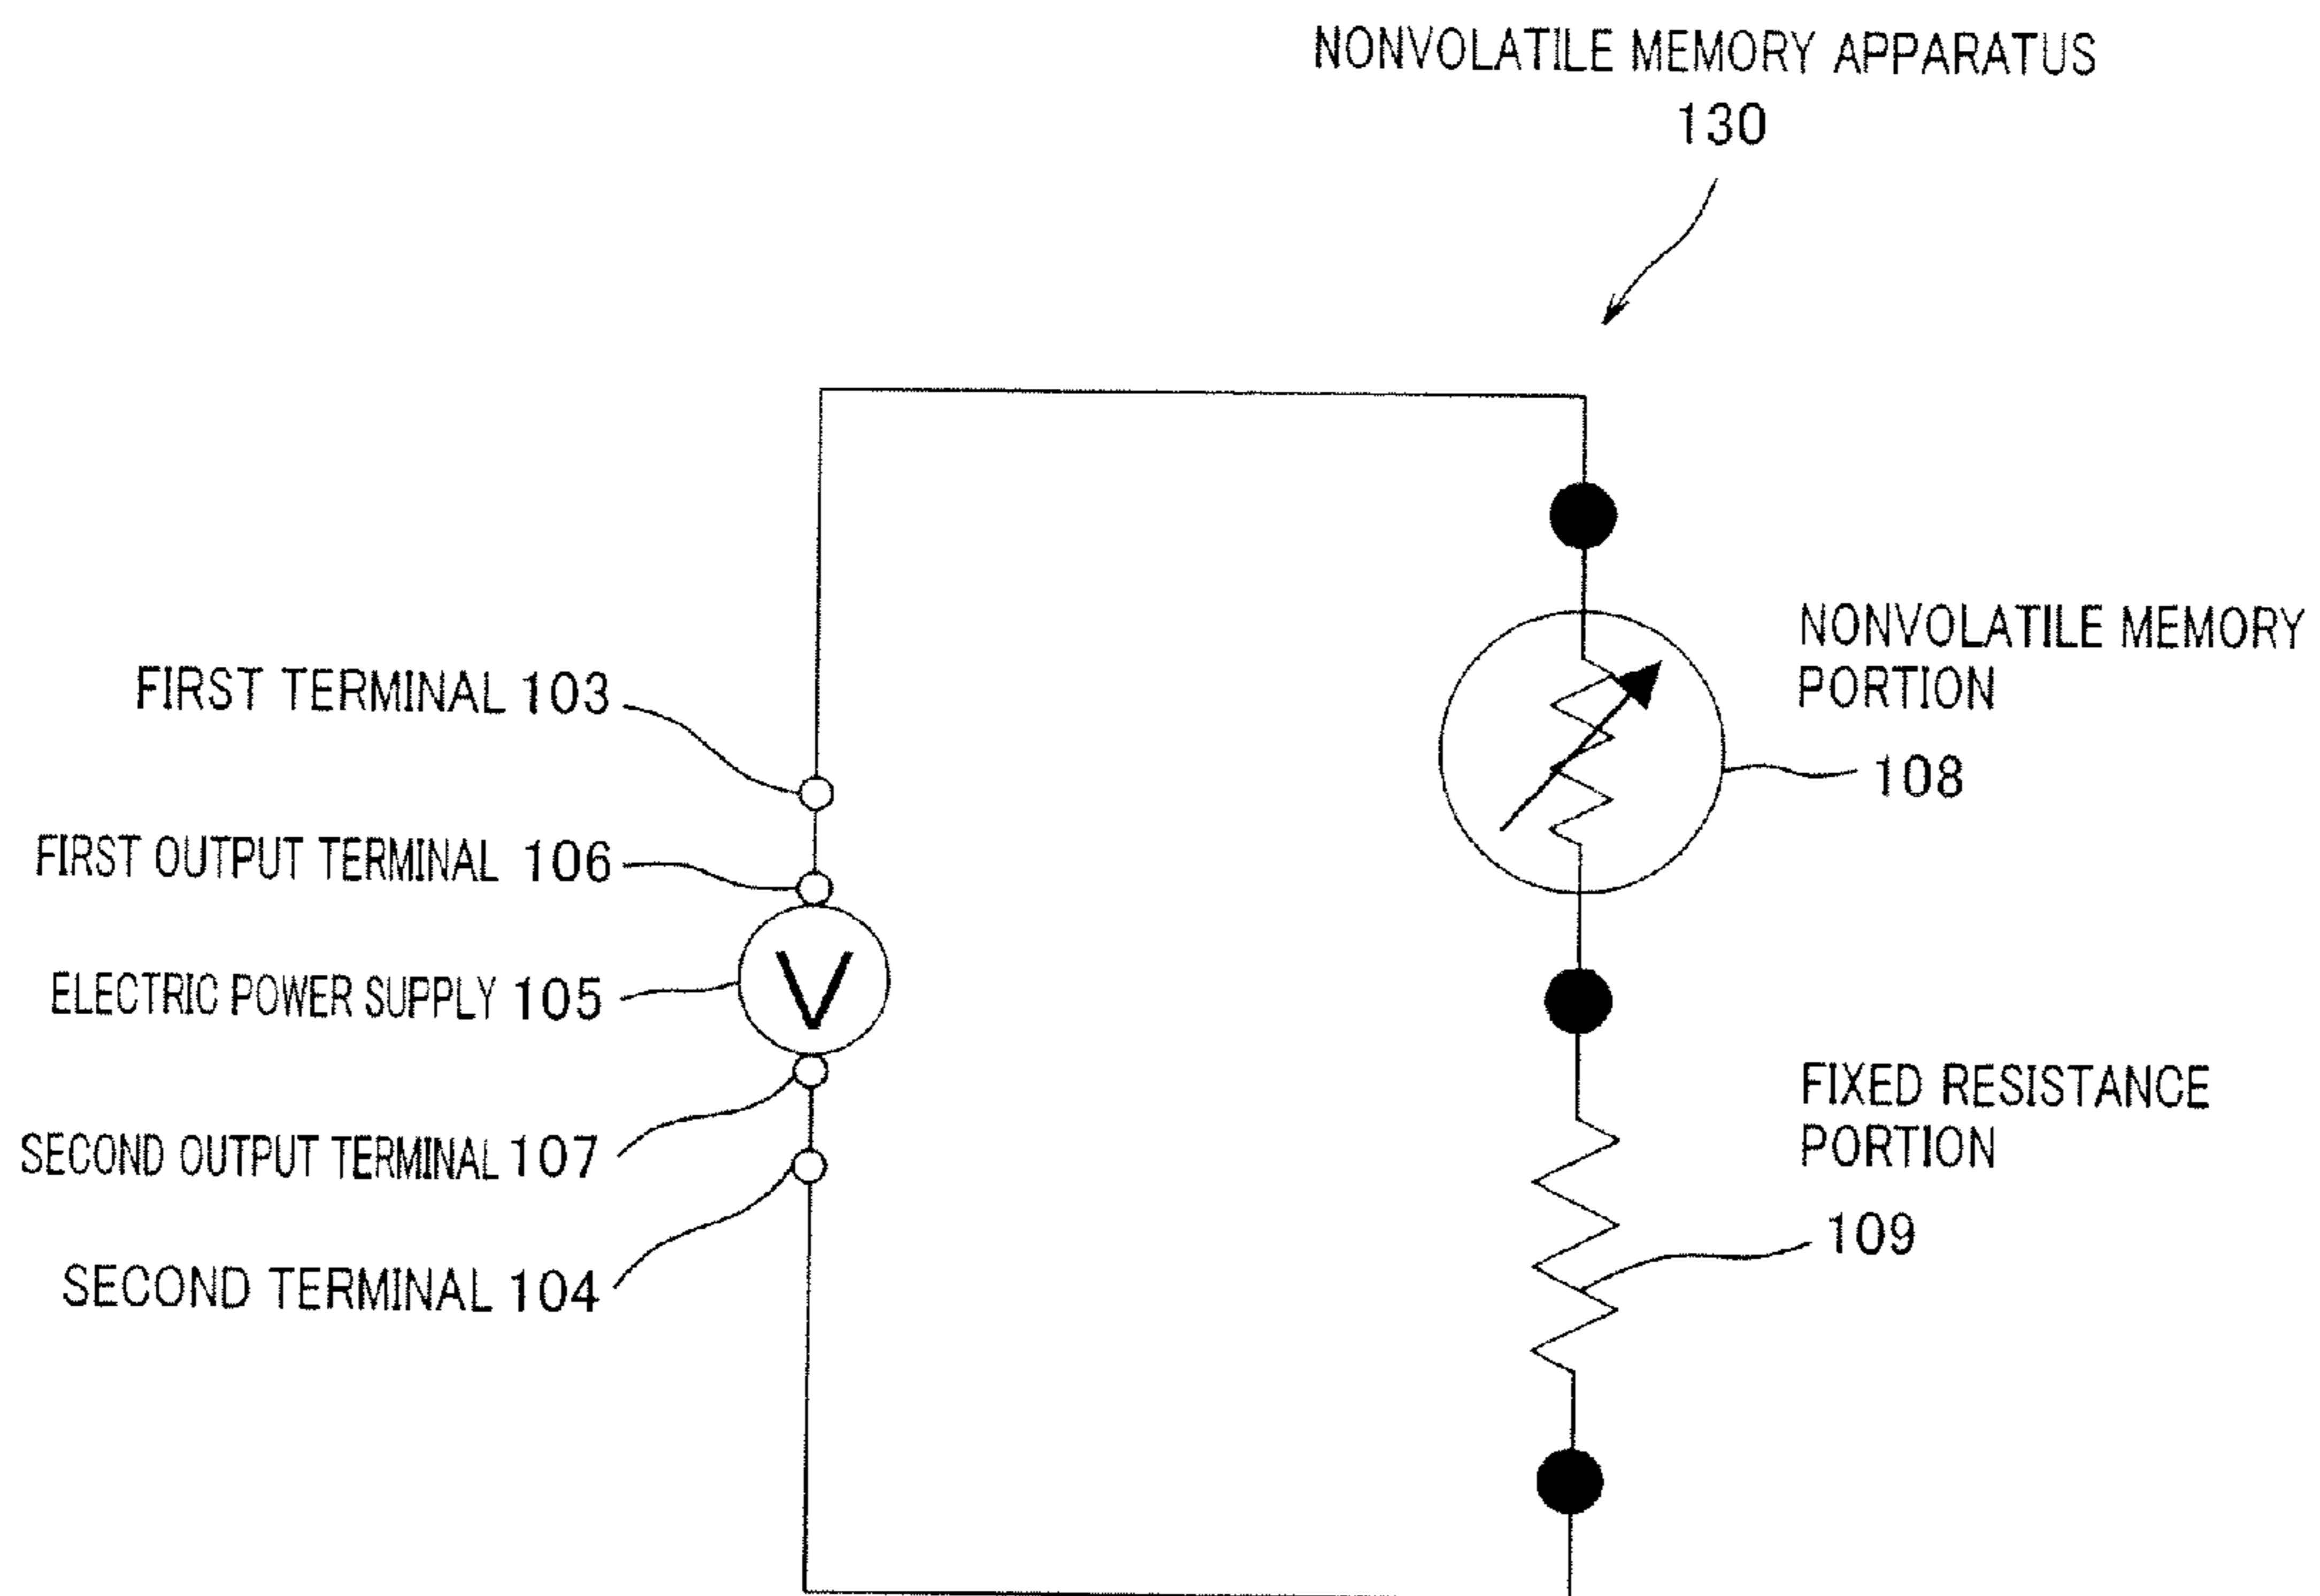 NONVOLATILE MEMORY APPARATUS
130
NONVOLATILE MEMORY
PORTION
108
FIRST TERMINAL 103
FIRST OUTPUT TERMINAL 106
ELECTRIC POWER SUPPLY 105
V
SECOND OUTPUT TERMINAL 107
SECOND TERMINAL 104
FIXED RESISTANCE
PORTION
109